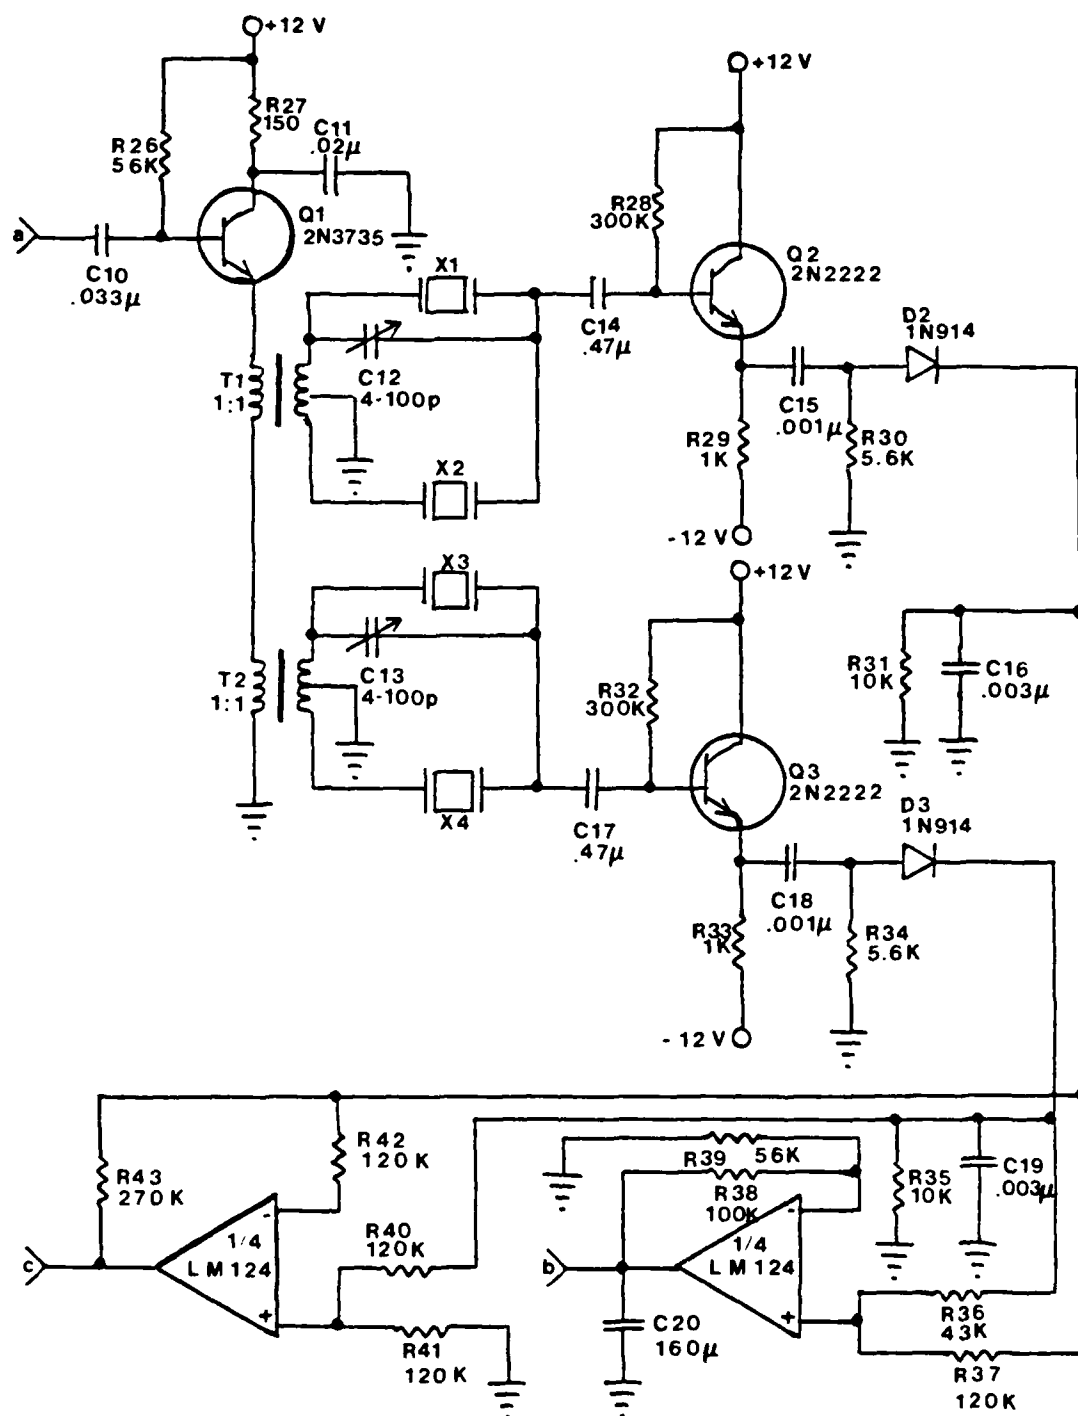 +12 V
R27
150
C11
.02μ
R26
56K
+12 V
Q1
2N3735
R28
300K
a
C10
.033μ
X1
Q2
2N2222
C14
.47μ
D2
1N914
T1
1:1
C12
4-100p
C15
.001μ
R29
1K
R30
5.6K
X2
-12 V
X3
+12 V
T2
1:1
C13
4-100p
R32
300K
R31
10K
C16
.003μ
X4
Q3
2N2222
C17
.47μ
D3
1N914
C18
.001μ
R33
1K
R34
5.6K
-12 V
R43
270K
R42
120K
R39
56K
R38
100K
R35
10K
C19
.003μ
-
1/4
LM124
+
c
R40
120K
R41
120K
b
-
1/4
LM124
+
C20
160μ
R36
43K
R37
120K